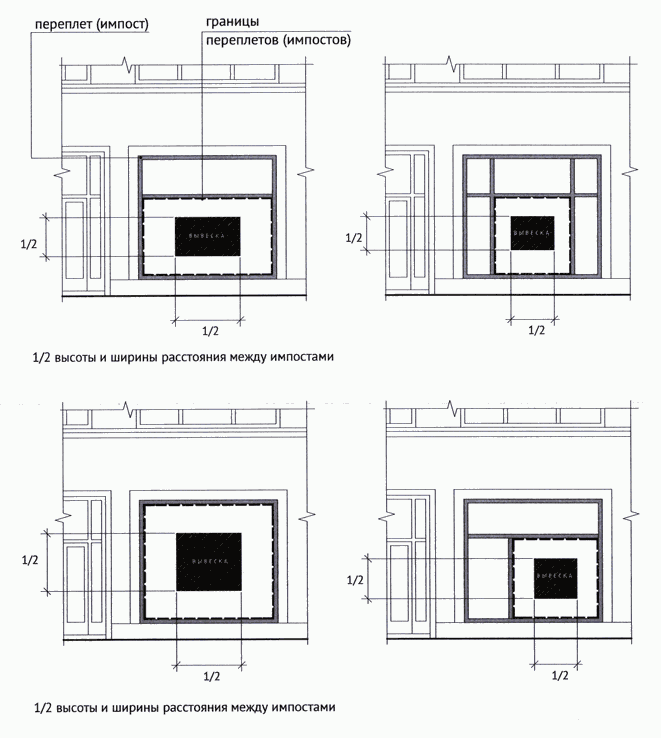 переплет (импост)
границы
переплетов (импостов)
ВЫВЕСКА
1/2
1/2
ВЫВЕСКА
1/2
1/2
1/2 высоты и ширины расстояния между импостами
ВЫВЕСКА
1/2
1/2
ВЫВЕСКА
1/2
1/2
1/2 высоты и ширины расстояния между импостами